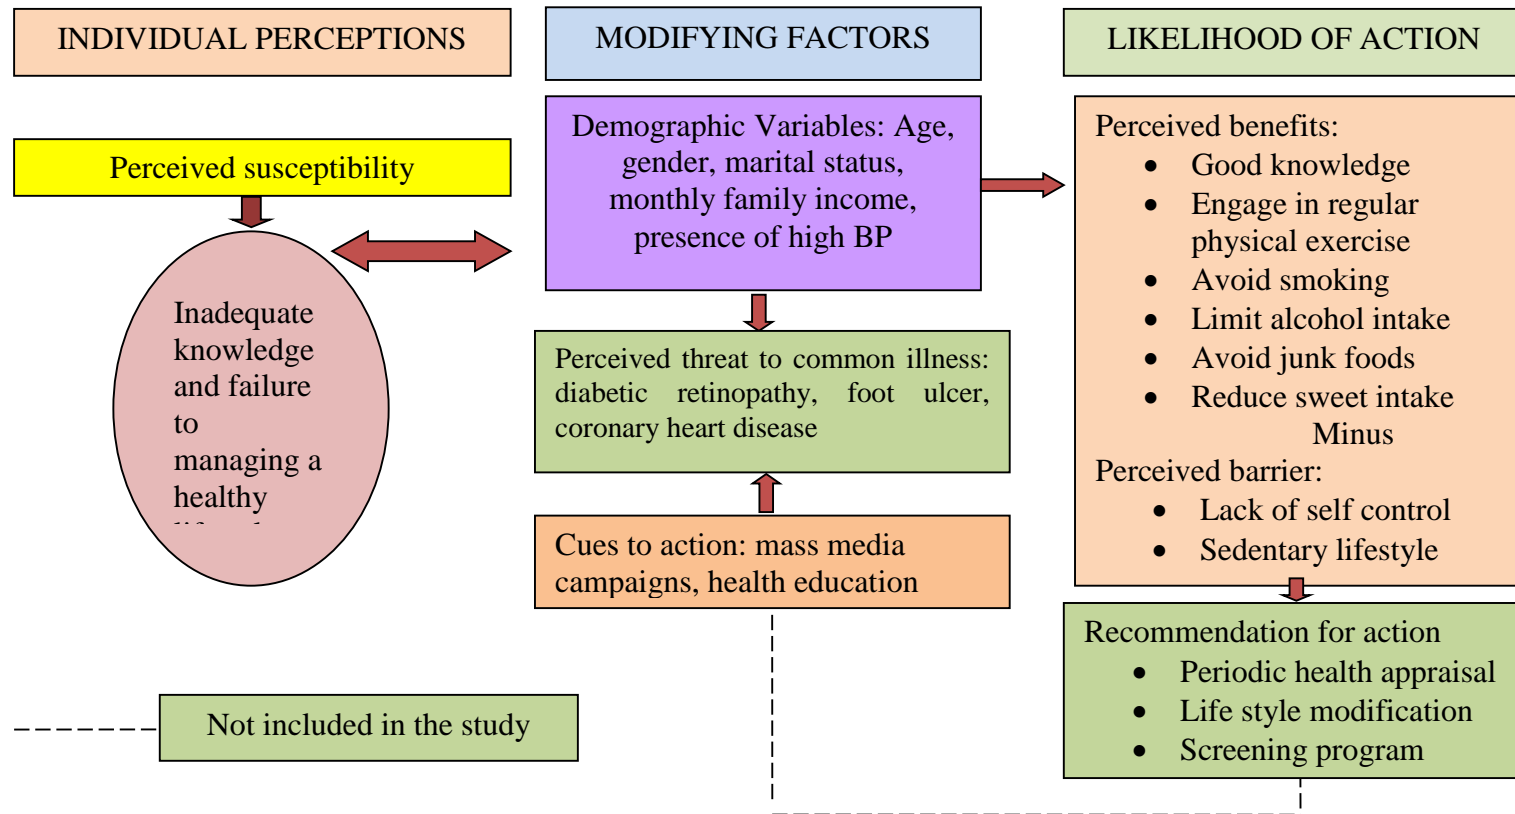 INDIVIDUAL PERCEPTIONS
MODIFYING FACTORS
LIKELIHOOD OF ACTION
Perceived susceptibility
Inadequate
knowledge
and failure
to
managing a
healthy
Demographic Variables: Age,
gender, marital status,
monthly family income,
presence of high BP
Perceived threat to common illness:
diabetic retinopathy, foot ulcer,
coronary heart disease
Cues to action: mass media
campaigns, health education
Perceived benefits:
• Good knowledge
• Engage in regular
physical exercise
• Avoid smoking
• Limit alcohol intake
• Avoid junk foods
• Reduce sweet intake
Minus
Perceived barrier:
• Lack of self control
• Sedentary lifestyle
Recommendation for action
• Periodic health appraisal
• Life style modification
• Screening program
Not included in the study